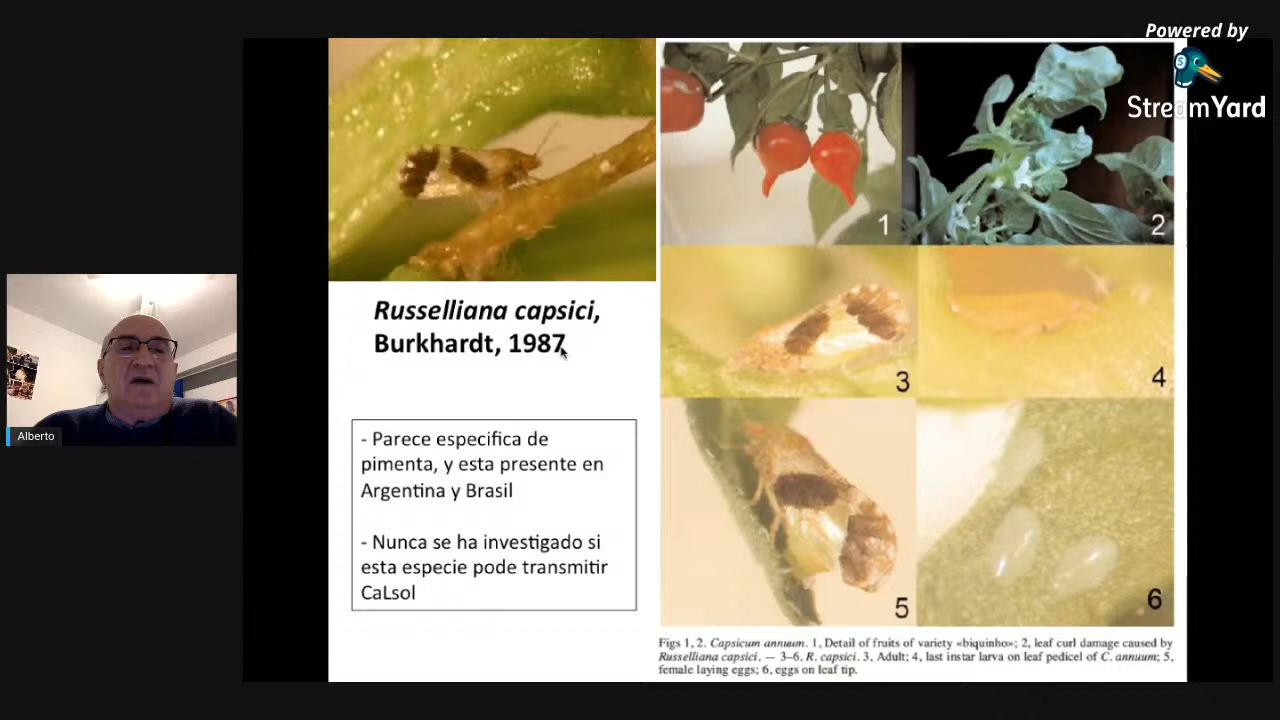 Powered by
StreamYard
Russelliana capsici,
Burkhardt, 1987
- Parece especifica de
pimenta, y esta presente en
Argentina y Brasil
- Nunca se ha investigado si
esta especie pode transmitir
CaLsol
Alberto
1
2
3
4
5
6
Figs 1, 2. Capsicum annuum. 1, Detail of fruits of variety «biquinho»; 2, leaf curl damage caused by
Russelliana capsici. — 3–6. R. capsici. 3, Adult; 4, last instar larva on leaf pedicel of C. annuum; 5,
female laying eggs; 6, eggs on leaf tip.